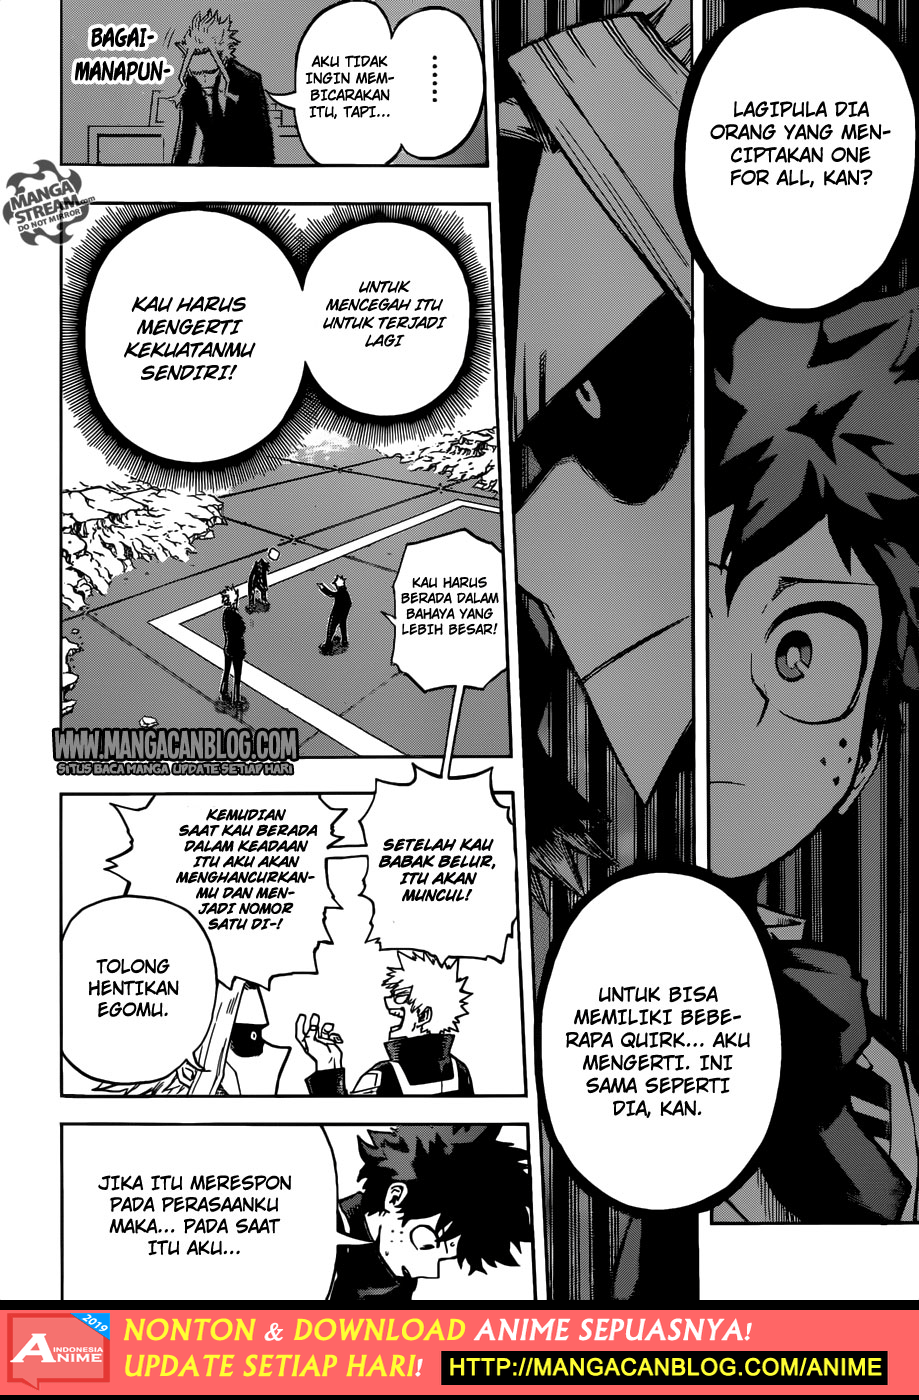 LAGIPULA DIA
ORANG YANG MEN-
CIPTAKAN ONE
FOR ALL, KAN?
UNTUK BISA
MEMILIKI BEBE-
RAPA QUIRK... AKU
MENGERTI. INI
SAMA SEPERTI
DIA, KAN.
.......
AKU TIDAK
INGIN MEM-
BICARAKAN
ITU, TAPI...
BAGAI-
MANAPUN-
MANGA
STREAM.com
DO NOT MIRROR
UNTUK
MENCEGAH ITU
UNTUK TERJADI
LAGI
KAU HARUS
MENGERTI
KEKUATANMU
SENDIRI!
KAU HARUS
BERADA DALAM
BAHAYA YANG
LEBIH BESAR!
WWW.MANGACANBLOG.COM
SITUS BACA MANGA UPDATE SETIAP HARI
SETELAH KAU
BABAK BELUR,
ITU AKAN
MUNCUL!
KEMUDIAN
SAAT KAU BERADA
DALAM KEADAAN
ITU AKU AKAN
MENGHANCURKAN-
MU DAN MEN-
JADI NOMOR
SATU DI-!
TOLONG
HENTIKAN
EGOMU.
JIKA ITU MERESPON
PADA PERASAANKU
MAKA... PADA SAAT
ITU AKU...
2019
INDONESIA
ANIME
NONTON & DOWNLOAD ANIME SEPUASNYA!
UPDATE SETIAP HARI! HTTP://MANGACANBLOG.COM/ANIME